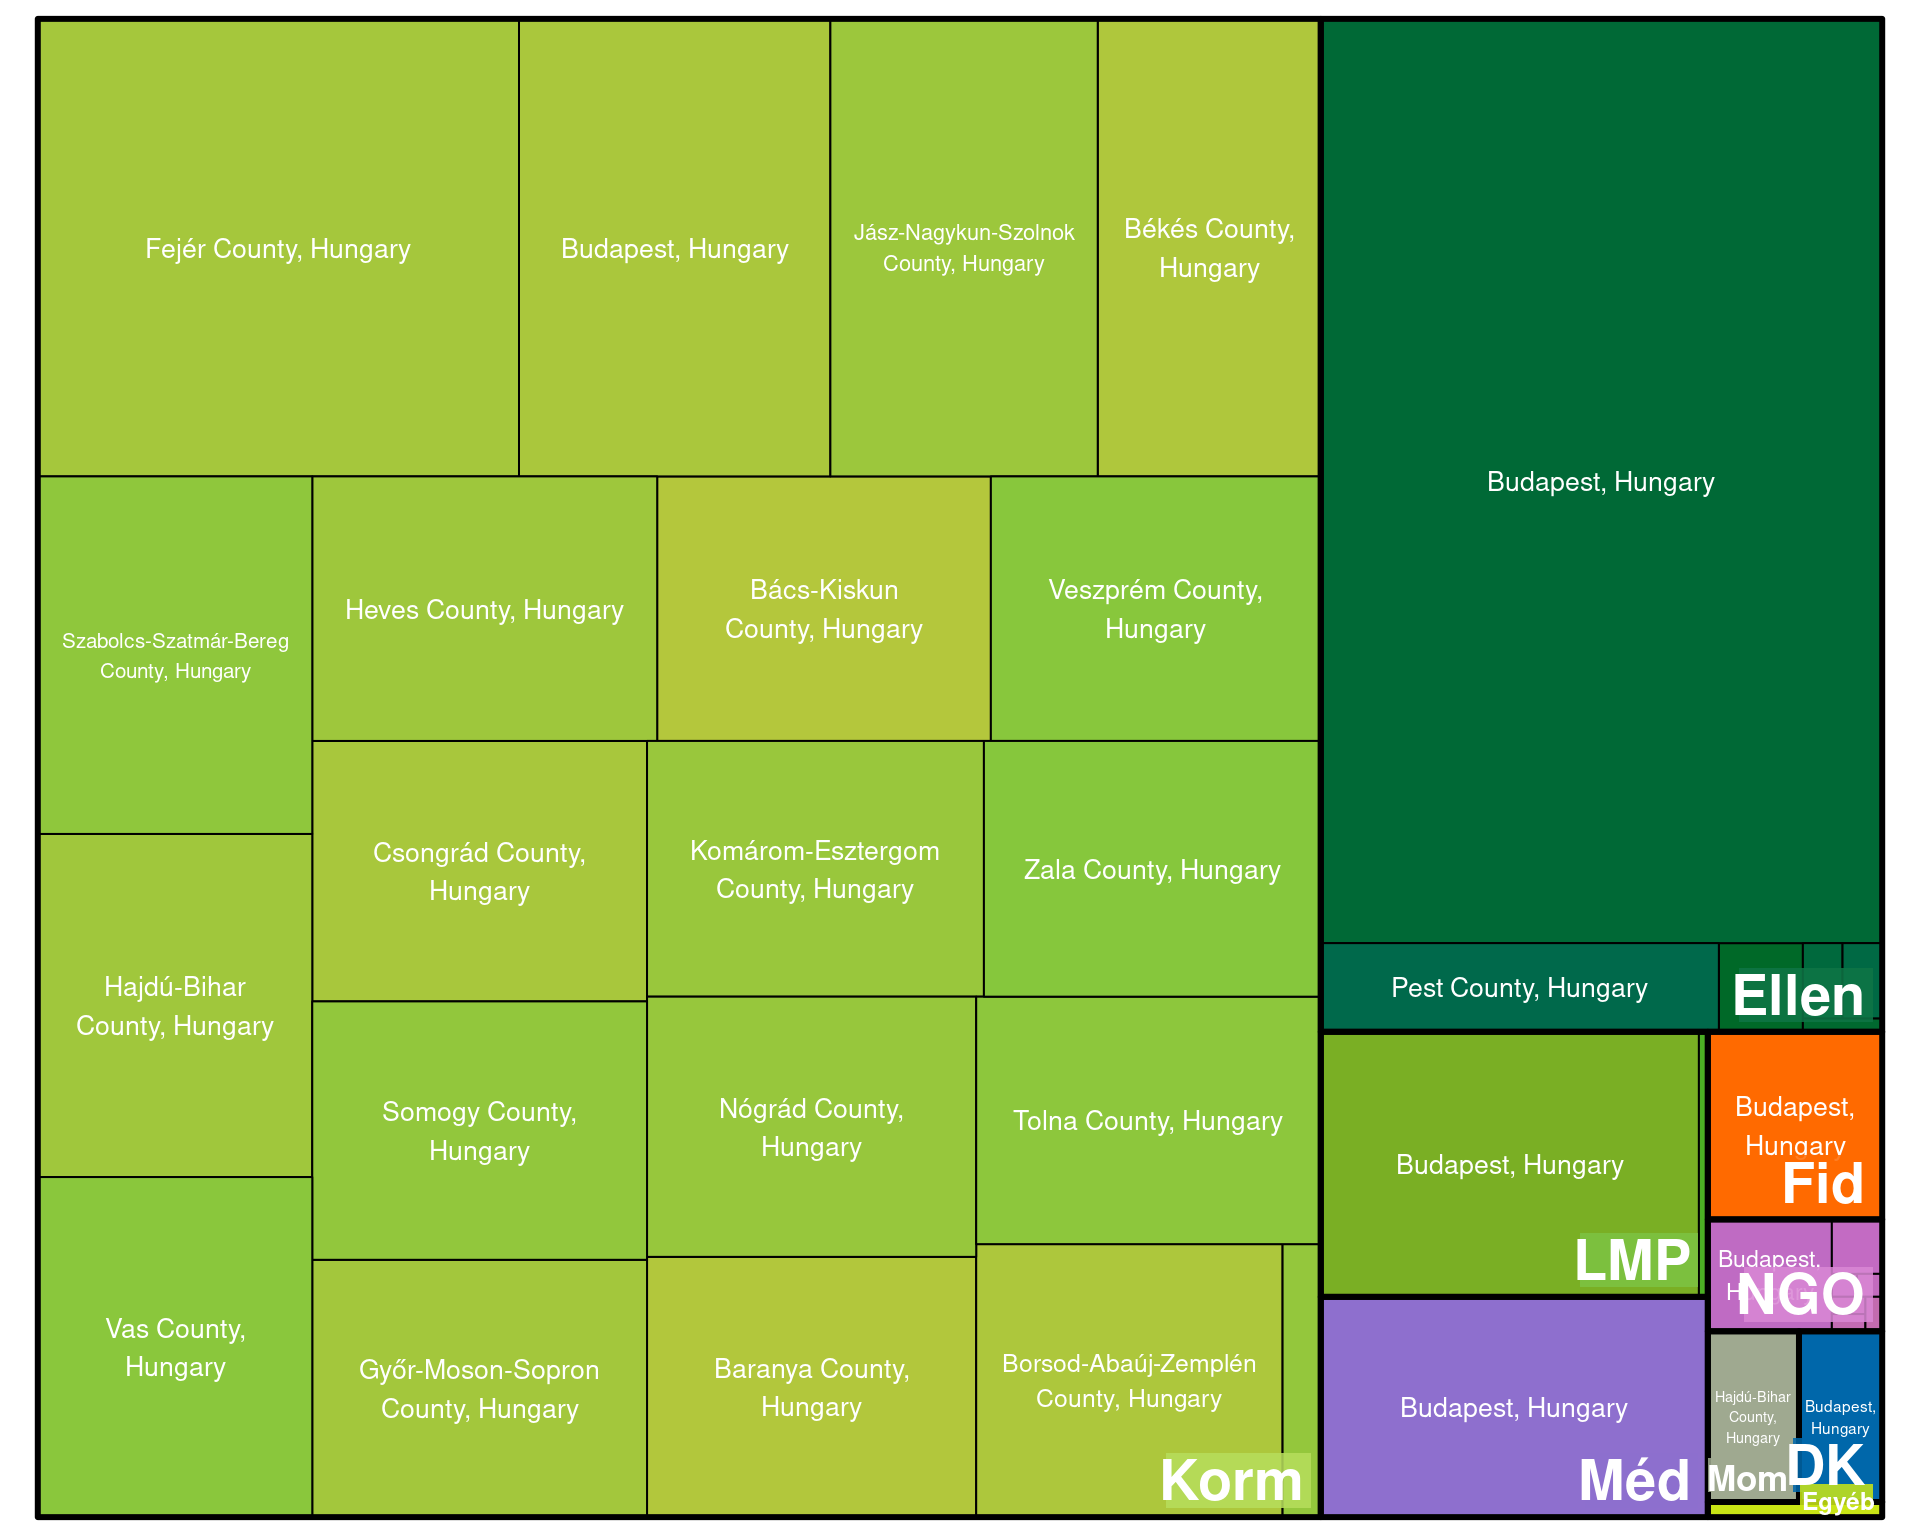 Fejér County, Hungary
Budapest, Hungary
Jász-Nagykun-Szolnok
County, Hungary
Békés County,
Hungary
Szabolcs-Szatmár-Bereg
County, Hungary
Heves County, Hungary
Bács-Kiskun
County, Hungary
Veszprém County,
Hungary
Hajdú-Bihar
County, Hungary
Csongrád County,
Hungary
Komárom-Esztergom
County, Hungary
Zala County, Hungary
Somogy County,
Hungary
Nógrád County,
Hungary
Tolna County, Hungary
Vas County,
Hungary
Győr-Moson-Sopron
County, Hungary
Baranya County,
Hungary
Borsod-Abaúj-Zemplén
County, Hungary
Korm
Budapest, Hungary
Pest County, Hungary
Ellen
Budapest, Hungary
LMP
Budapest,
Hungary
Fid
Budapest,
NGO
Budapest, Hungary
Méd
Hajdú-Bihar
County,
Hungary
Mom
Budapest,
Hungary
DK
Egyéb